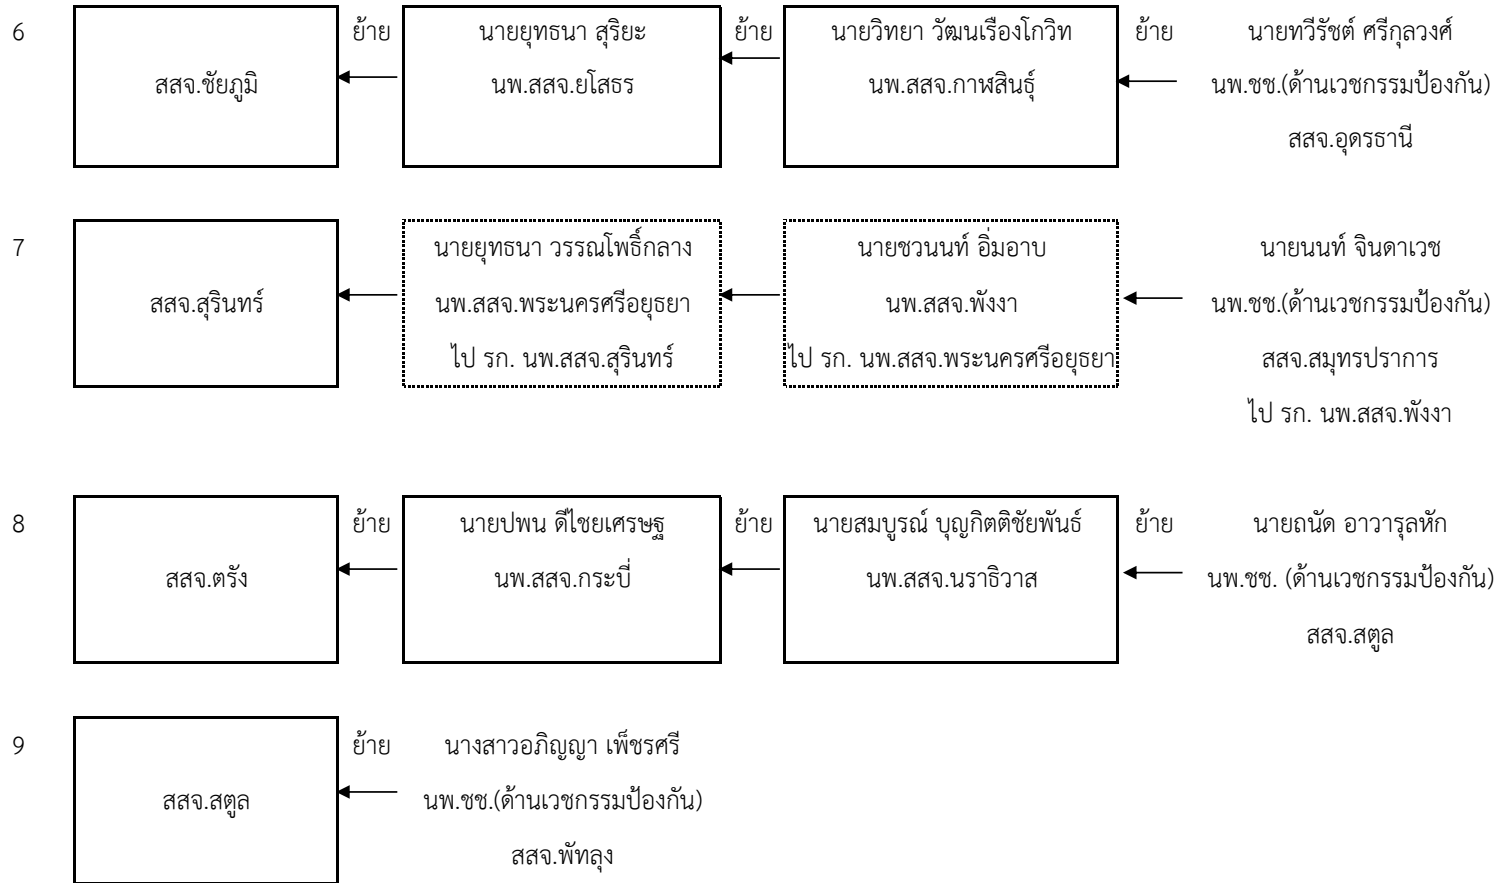 6 ย้าย นายยุทธนา สุริยะ ย้าย นายวิทยา วัฒนเรืองโกวิท ย้าย นายทวีรัชต์ ศรีกุลวงศ์
สสจ.ชัยภูมิ นพ.สสจ.ยโสธร นพ.สสจ.กาฬสินธุ์ นพ.ชช.(ด้านเวชกรรมป้องกัน)
สสจ.อุดรธานี
7 นายยุทธนา วรรณโพธิ์กลาง นายชวนนท์ อิ่มอาบ นายนนท์ จินดาเวช
สสจ.สุรินทร์ นพ.สสจ.พระนครศรีอยุธยา นพ.สสจ.พังงา นพ.ชช.(ด้านเวชกรรมป้องกัน)
ไป รก. นพ.สสจ.สุรินทร์ ไป รก. นพ.สสจ.พระนครศรีอยุธยา สสจ.สมุทรปราการ
ไป รก. นพ.สสจ.พังงา
8 ย้าย นายปพน ดีไชยเศรษฐ ย้าย นายสมบูรณ์ บุญกิตติชัยพันธ์ ย้าย นายถนัด อาวารุลหัก
สสจ.ตรัง นพ.สสจ.กระบี่ นพ.สสจ.นราธิวาส นพ.ชช. (ด้านเวชกรรมป้องกัน)
สสจ.สตูล
9 ย้าย นางสาวอภิญญา เพ็ชรศรี
สสจ.สตูล นพ.ชช.(ด้านเวชกรรมป้องกัน)
สสจ.พัทลุง